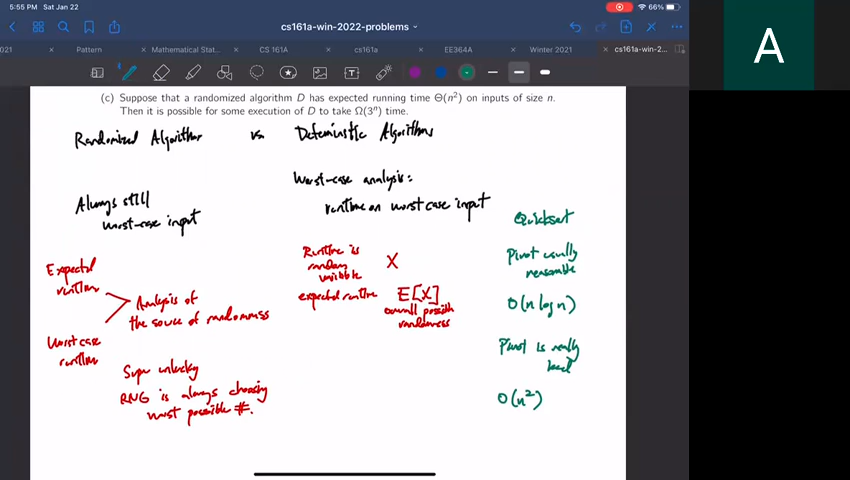 5:55 PM Sat Jan 22
66%
cs161a-win-2022-problems
2021
Pattern
Mathematical Stat...
CS 161A
cs161a
EE364A
Winter 2021
cs161a-win-2...
(c) Suppose that a randomized algorithm D has expected running time Θ(n²) on inputs of size n.
Then it is possible for some execution of D to take Ω(3ⁿ) time.
Randomized Algorithm vs. Deterministic Algorithms
Always still
worst-case input
Worst-case analysis:
runtime on worst case input
Expected
runtime
Worst case
runtime
Analysis of
the source of randomness
Super unlucky
RNG is always choosing
worst possible #.
Runtime is
random
variable
X
expected runtime E[X]
over all possible
randomness
Quicksort
Pivot usually
reasonable
O(n log n)
Pivot is really
bad
O(n²)
A